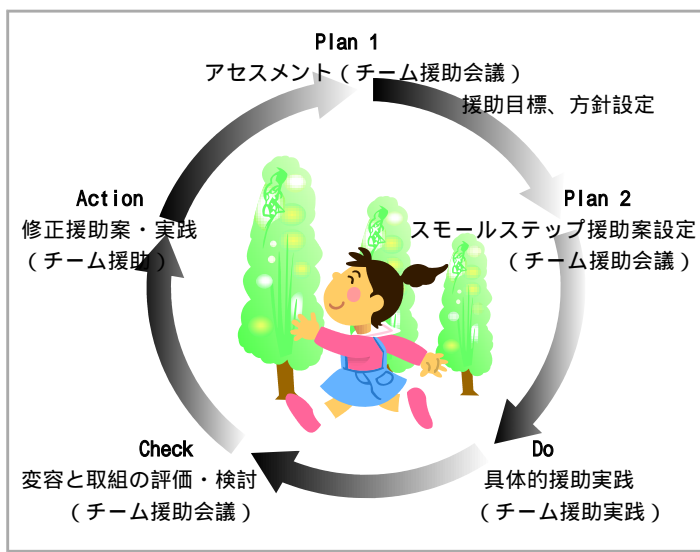 Plan 1
アセスメント(チーム援助会議)
援助目標、方針設定
Plan 2
スモールステップ援助案設定
(チーム援助会議)
Do
具体的援助実践
(チーム援助実践)
Check
変容と取組の評価・検討
(チーム援助会議)
Action
修正援助案・実践
(チーム援助)